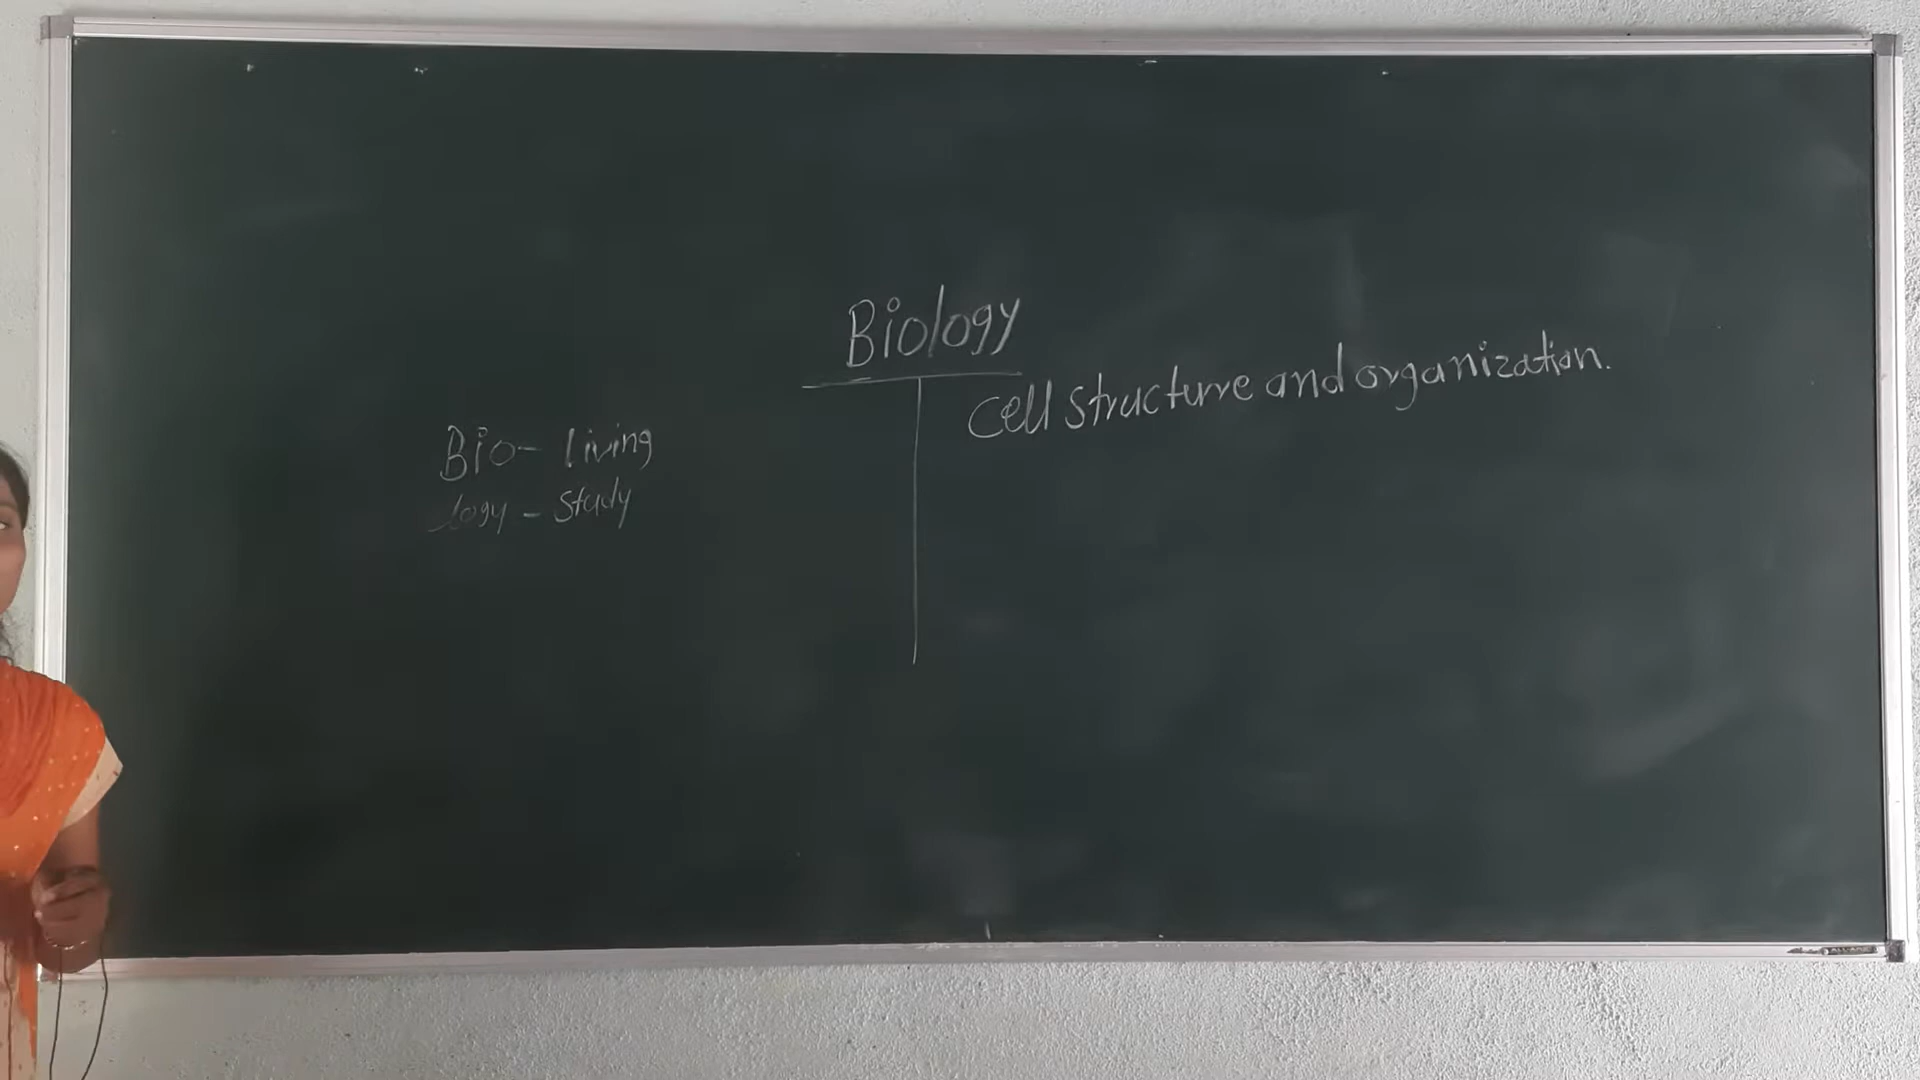 Biology
Bio- living
logy - Study
Cell structure and organization.